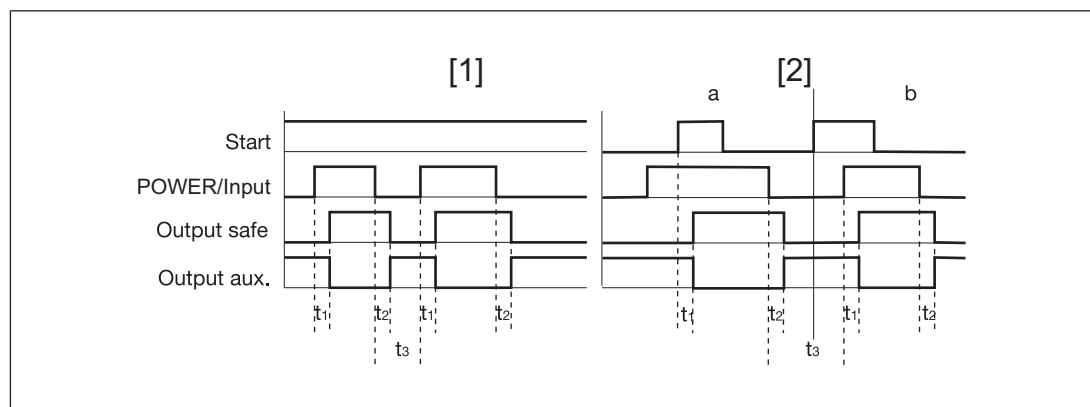 [1] [2]
a b
Start
POWER/Input
Output safe
Output aux.
t1 t2 t1 t2 t1 t2 t1 t2
t3 t3